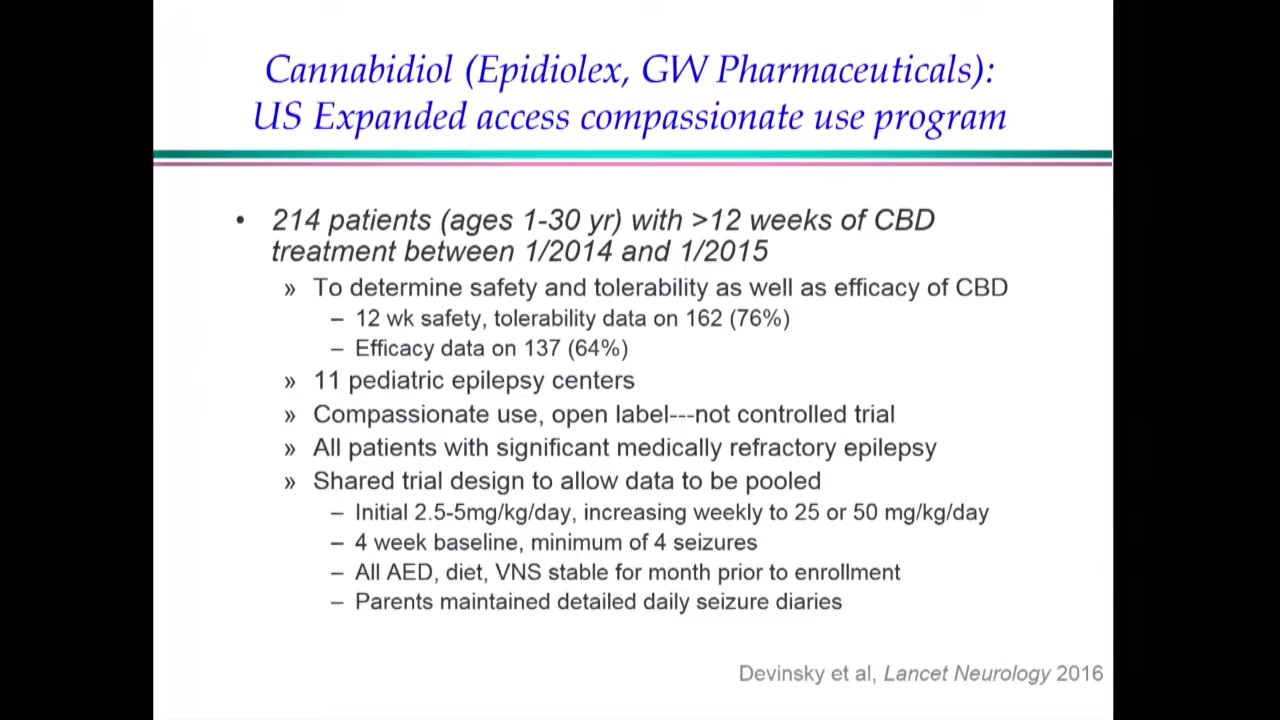 Cannabidiol (Epidiolex, GW Pharmaceuticals):
US Expanded access compassionate use program
• 214 patients (ages 1-30 yr) with >12 weeks of CBD
treatment between 1/2014 and 1/2015
» To determine safety and tolerability as well as efficacy of CBD
– 12 wk safety, tolerability data on 162 (76%)
– Efficacy data on 137 (64%)
» 11 pediatric epilepsy centers
» Compassionate use, open label---not controlled trial
» All patients with significant medically refractory epilepsy
» Shared trial design to allow data to be pooled
– Initial 2.5-5mg/kg/day, increasing weekly to 25 or 50 mg/kg/day
– 4 week baseline, minimum of 4 seizures
– All AED, diet, VNS stable for month prior to enrollment
– Parents maintained detailed daily seizure diaries
Devinsky et al, Lancet Neurology 2016